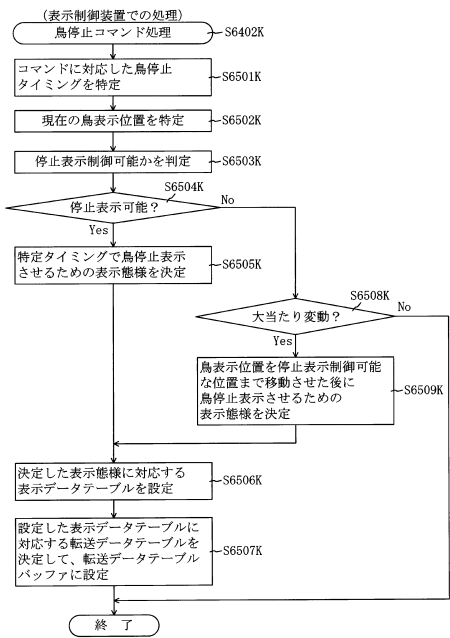 (表示制御装置での処理)
鳥停止コマンド処理
S6402K
コマンドに対応した鳥停止
タイミングを特定
S6501K
現在の鳥表示位置を特定
S6502K
停止表示制御可能かを判定
S6503K
S6504K
停止表示可能?
No
Yes
特定タイミングで鳥停止表示
させるための表示態様を決定
S6505K
S6508K
大当たり変動?
No
Yes
鳥表示位置を停止表示制御可能
な位置まで移動させた後に
鳥停止表示させるための
表示態様を決定
S6509K
決定した表示態様に対応する
表示データテーブルを設定
S6506K
設定した表示データテーブルに
対応する転送データテーブルを
決定して、転送データテーブル
バッファに設定
S6507K
終 了